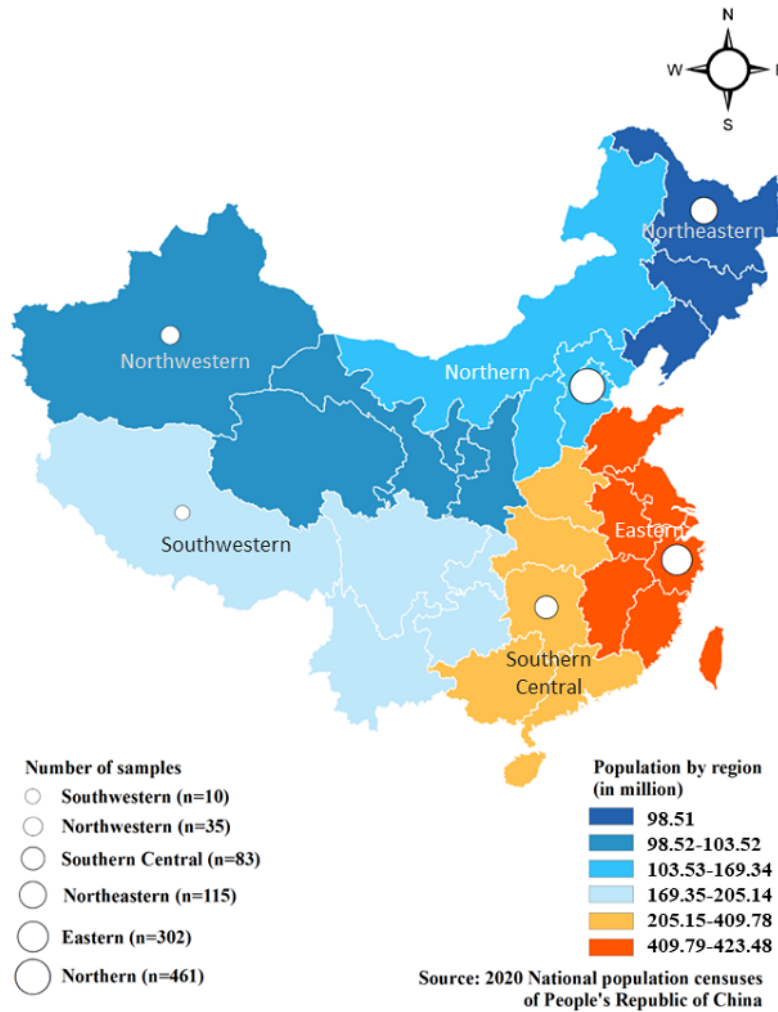 N
W
S
Northeastern
Northwestern
Northern
Southwestern
Eastern
Southern
Central
Number of samples
Southwestern (n=10)
Northwestern (n=35)
Southern Central (n=83)
Northeastern (n=115)
Eastern (n=302)
Northern (n=461)
Population by region
(in million)
98.51
98.52-103.52
103.53-169.34
169.35-205.14
205.15-409.78
409.79-423.48
Source: 2020 National population censuses
of People's Republic of China